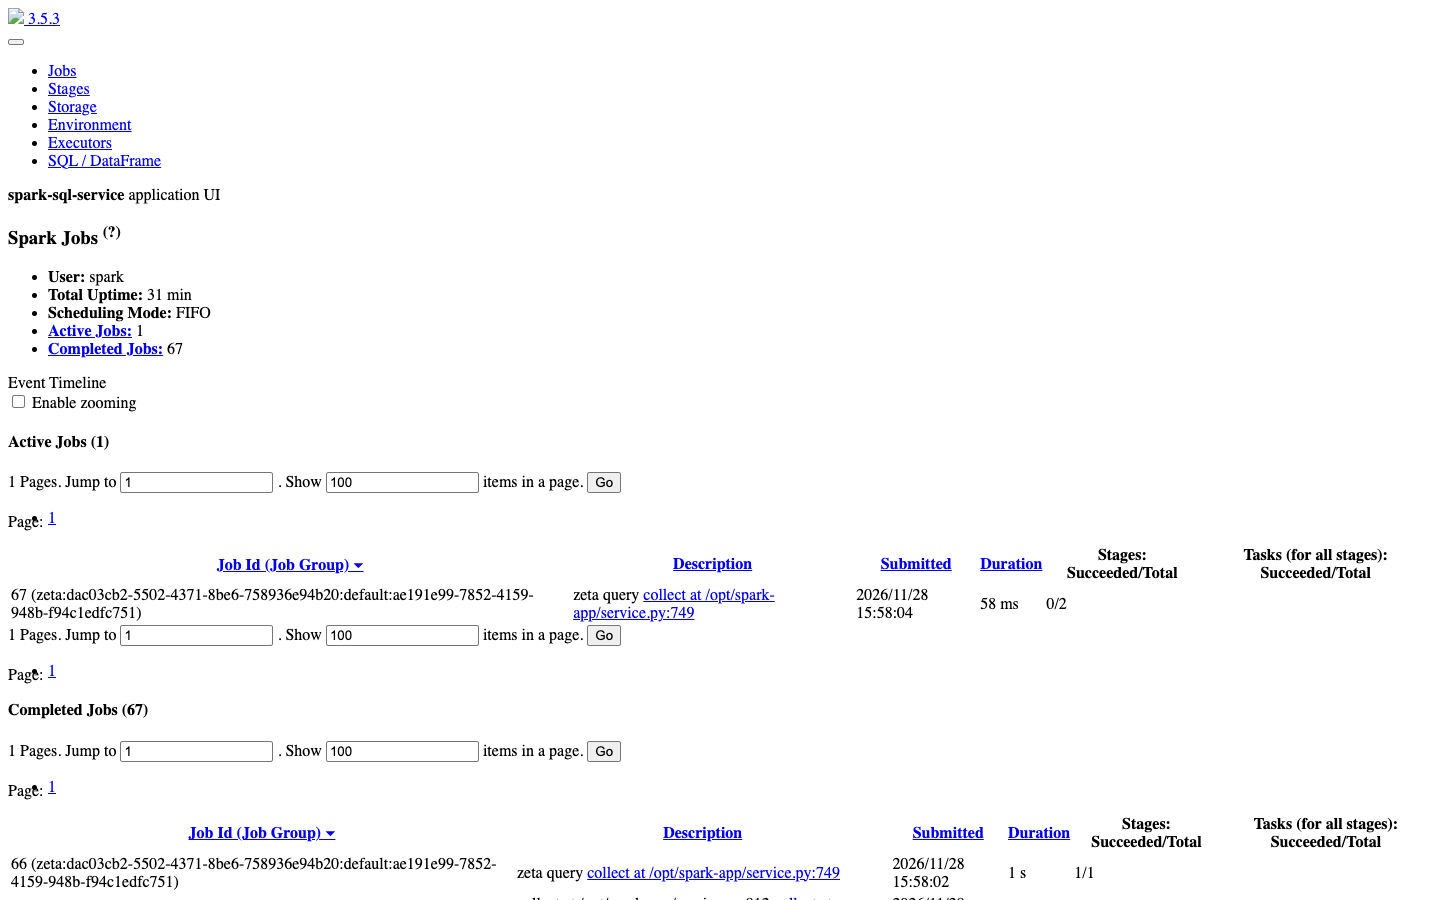 3.5.3
Jobs
Stages
Storage
Environment
Executors
SQL / DataFrame
spark-sql-service application UI
Spark Jobs (?)
User: spark
Total Uptime: 31 min
Scheduling Mode: FIFO
Active Jobs: 1
Completed Jobs: 67
Event Timeline
Enable zooming
Active Jobs (1)
1 Pages. Jump to 1 . Show 100 items in a page. Go
Page: 1
Job Id (Job Group) Description Submitted Duration Stages: Succeeded/Total Tasks (for all stages): Succeeded/Total
67 (zeta:dac03cb2-5502-4371-8be6-758936e94b20:default:ae191e99-7852-4159-
948b-f94c1edfc751)
zeta query collect at /opt/spark-
app/service.py:749
2026/11/28
15:58:04
58 ms
0/2
1 Pages. Jump to 1 . Show 100 items in a page. Go
Page: 1
Completed Jobs (67)
1 Pages. Jump to 1 . Show 100 items in a page. Go
Page: 1
Job Id (Job Group) Description Submitted Duration Stages: Succeeded/Total Tasks (for all stages): Succeeded/Total
66 (zeta:dac03cb2-5502-4371-8be6-758936e94b20:default:ae191e99-7852-
4159-948b-f94c1edfc751)
zeta query collect at /opt/spark-app/service.py:749
2026/11/28
15:58:02
1 s
1/1